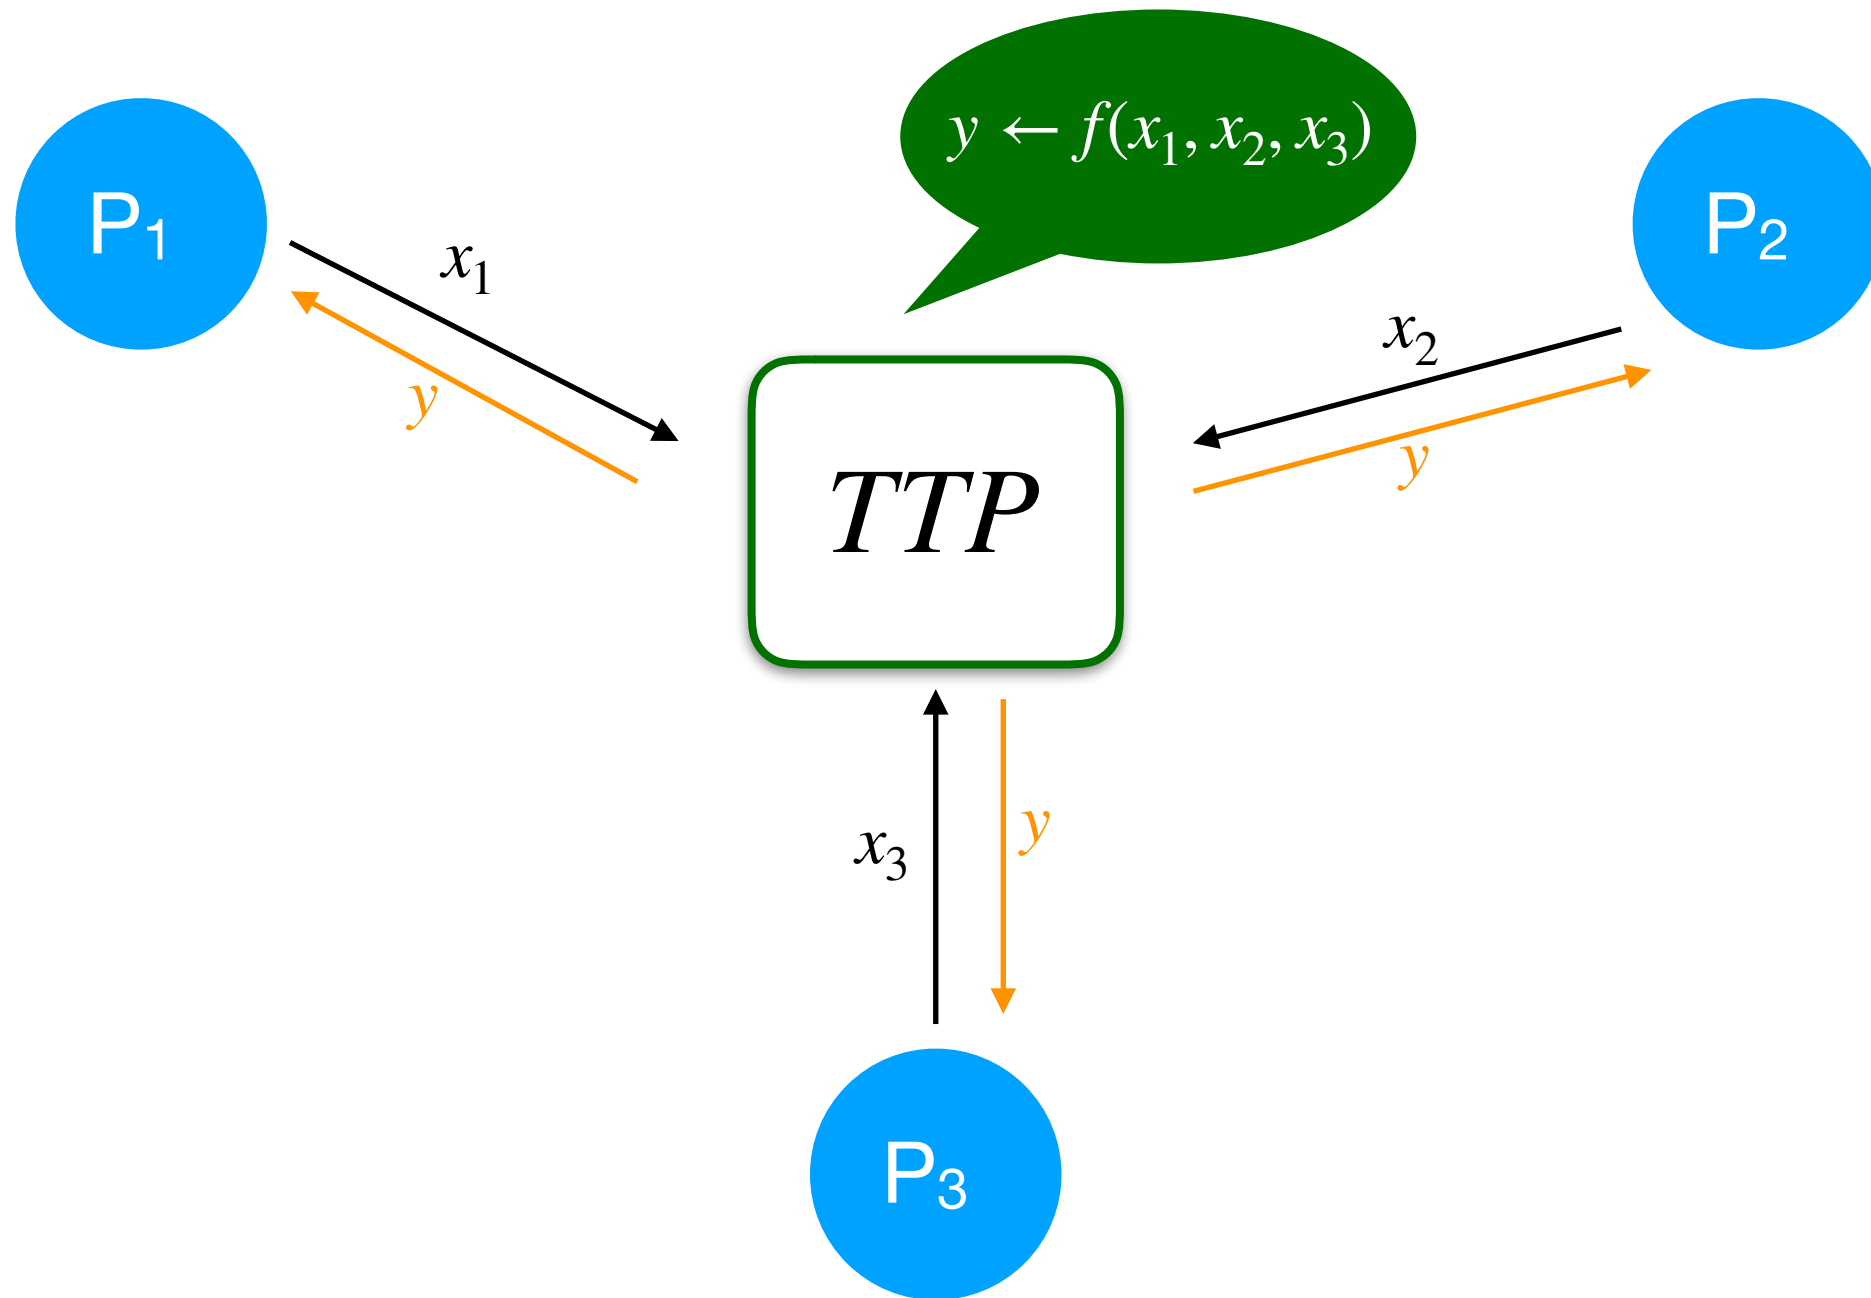 y ← f(x₁, x₂, x₃)
P₁
P₂
x₁
x₂
y
y
TTP
x₃
y
P₃